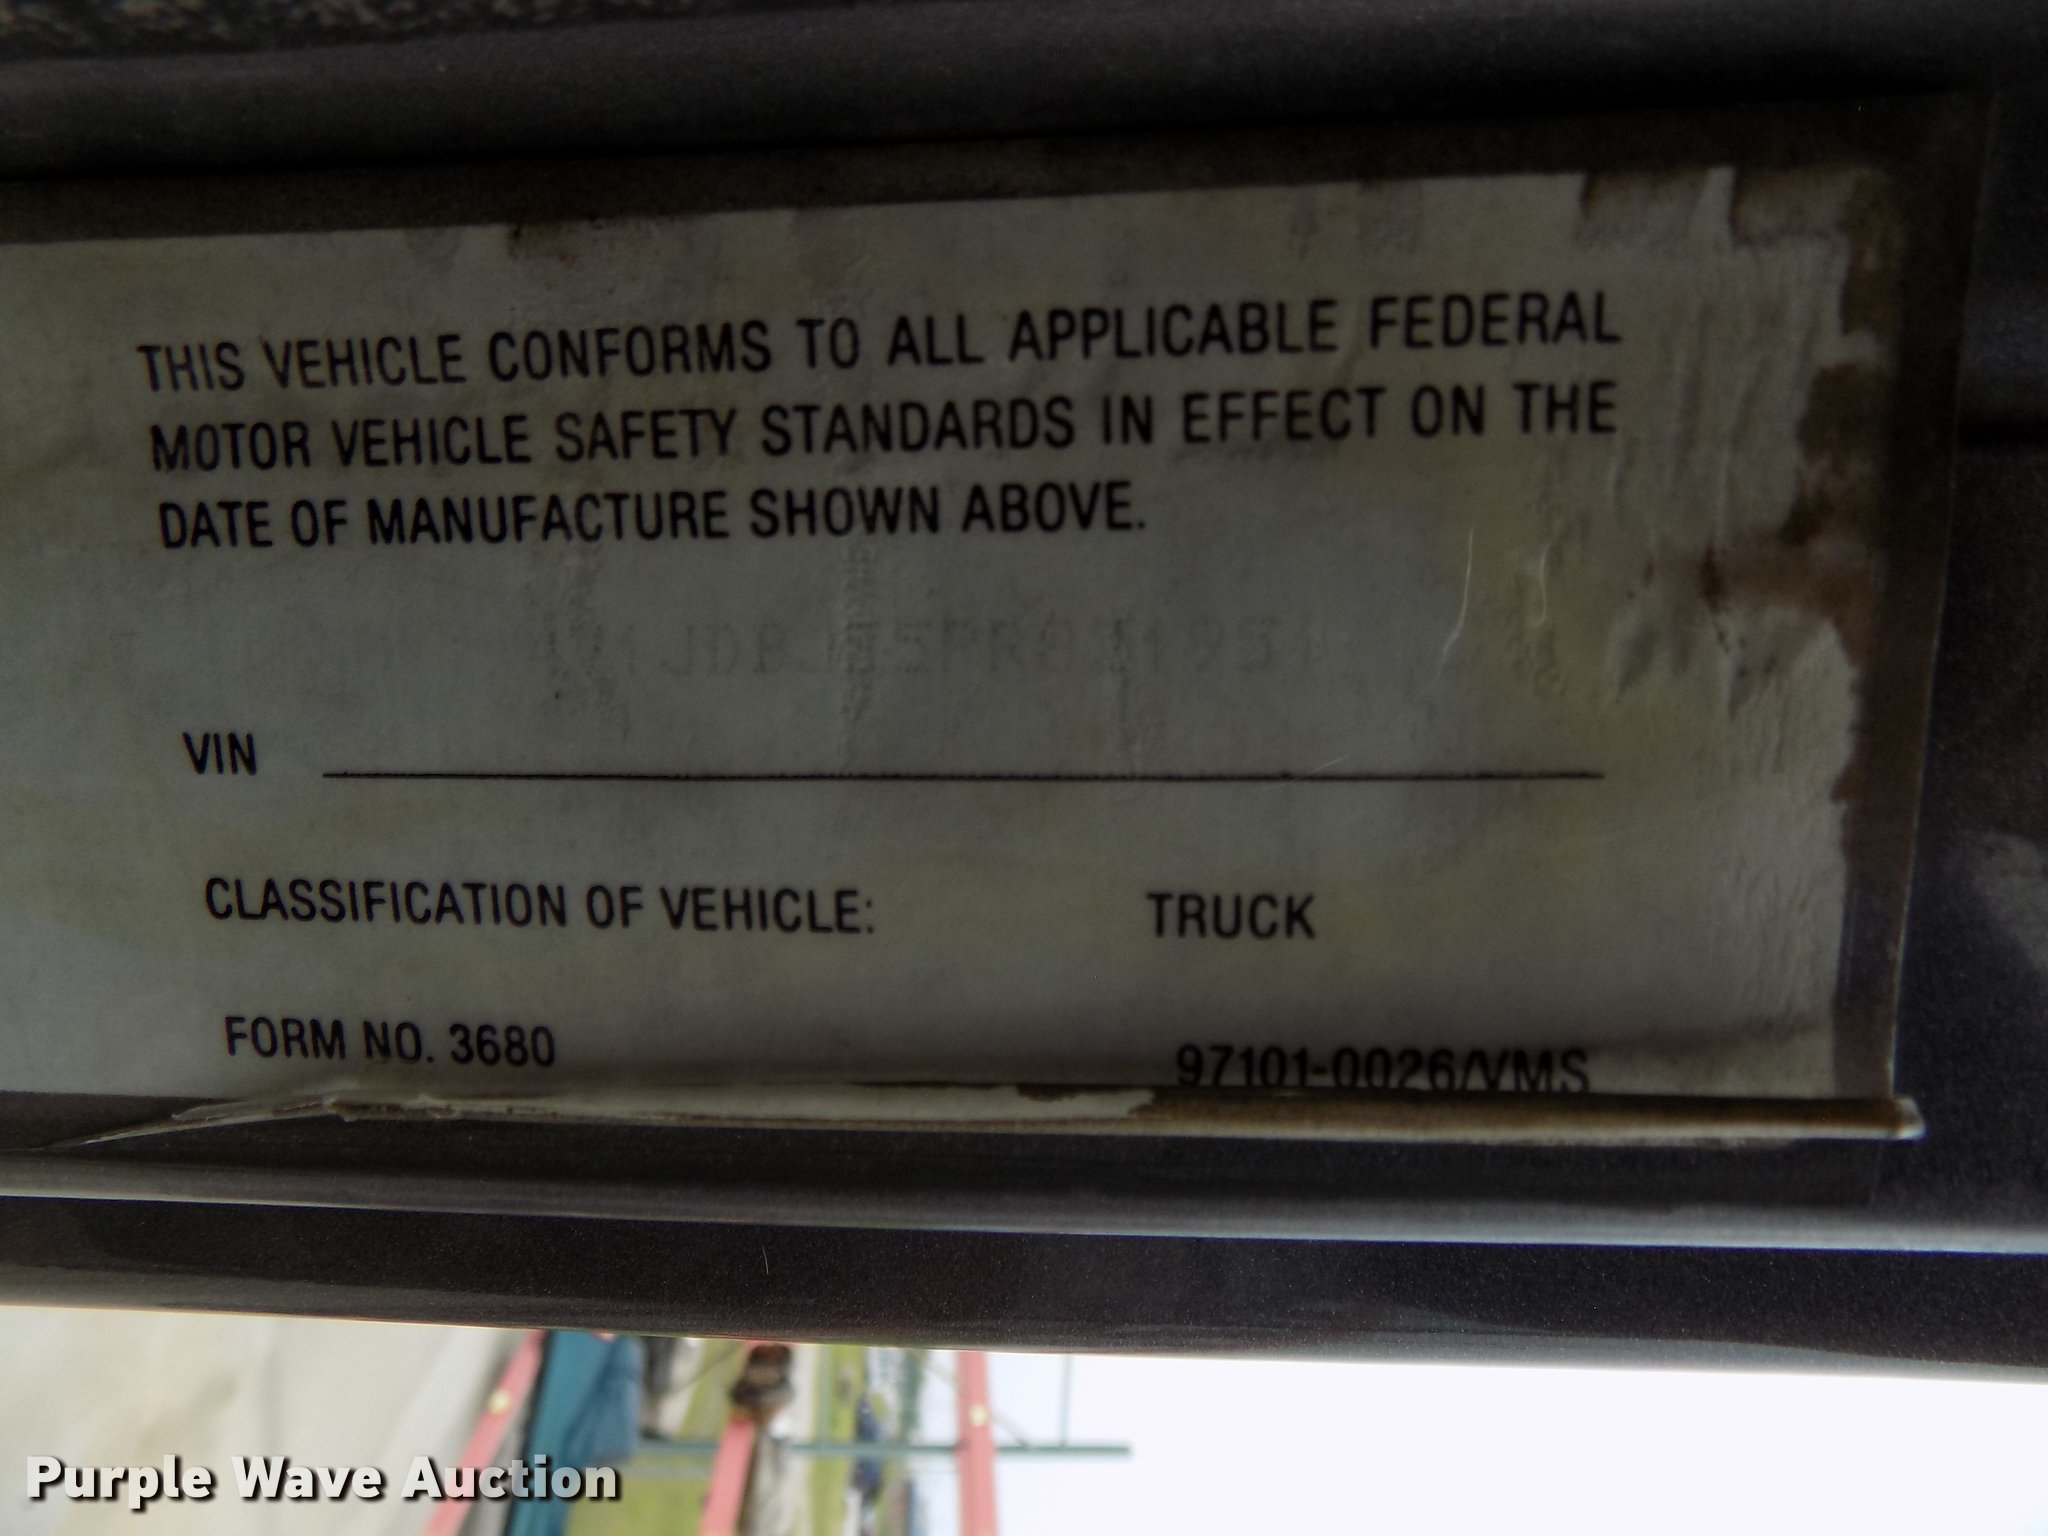 THIS VEHICLE CONFORMS TO ALL APPLICABLE FEDERAL
MOTOR VEHICLE SAFETY STANDARDS IN EFFECT ON THE
DATE OF MANUFACTURE SHOWN ABOVE.
VIN
CLASSIFICATION OF VEHICLE: TRUCK
FORM NO. 3680 97101-0026/VMS
Purple Wave Auction